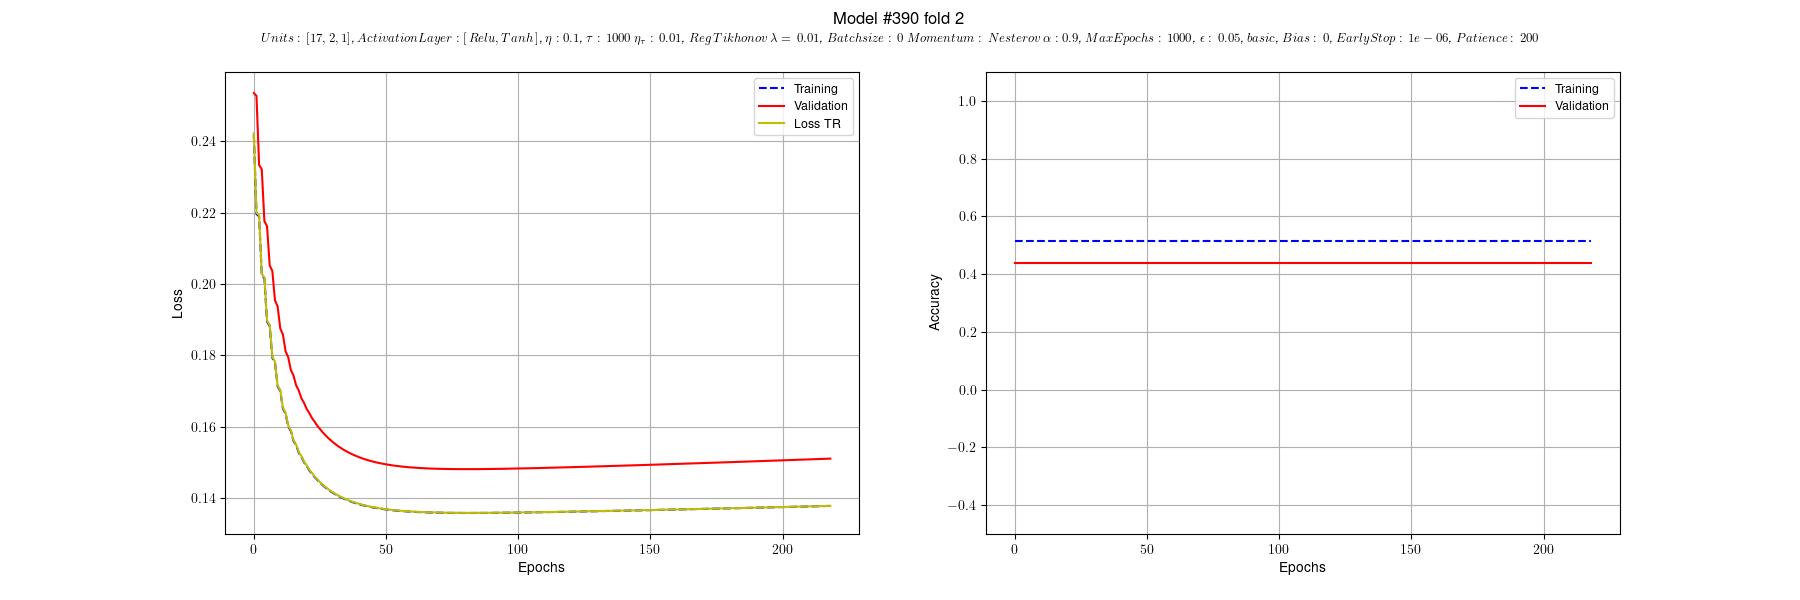 Model #390 fold 2
Units : [17, 2, 1], ActivationLayer : [ Relu, Tanh ], η : 0.1, τ : 1000 η_τ : 0.01, Reg Tikhonov λ = 0.01, Batchsize : 0 Momentum : Nesterov α : 0.9, MaxEpochs : 1000, ϵ : 0.05, basic, Bias : 0, EarlyStop : 1e − 06, Patience : 200
Training
Validation
Loss TR
0.24
0.22
0.20
0.18
0.16
0.14
Loss
0
50
100
150
200
Epochs
Training
Validation
1.0
0.8
0.6
0.4
0.2
0.0
−0.2
−0.4
Accuracy
0
50
100
150
200
Epochs